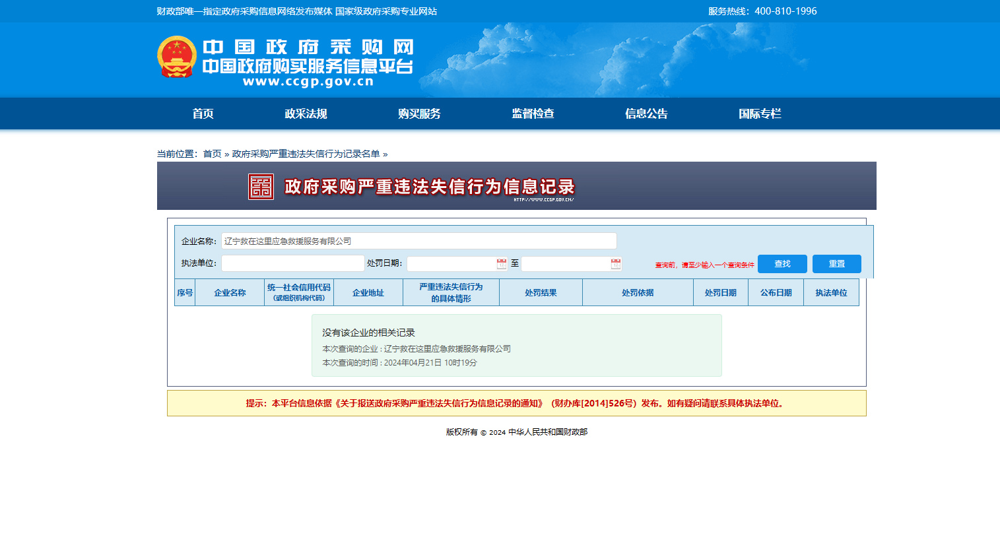 财政部唯一指定政府采购信息网络发布媒体 国家级政府采购专业网站
服务热线：400-810-1996
中国政府采购网
中国政府购买服务信息平台
www.ccgp.gov.cn
首页 政采法规 购买服务 监督检查 信息公告 国际专栏
当前位置：首页 » 政府采购严重违法失信行为记录名单 »
政府采购严重违法失信行为信息记录
HTTP://WWW.CCGP.GOV.CN/
企业名称： 辽宁救在这里应急救援服务有限公司
执法单位： 处罚日期： 至 查询前，请至少输入一个查询条件 查找 重置
序号 企业名称 统一社会信用代码 （或组织机构代码） 企业地址 严重违法失信行为 的具体情形 处罚结果 处罚依据 处罚日期 公布日期 执法单位
没有该企业的相关记录
本次查询的企业 : 辽宁救在这里应急救援服务有限公司
本次查询的时间 : 2024年04月21日 10时19分
提示：本平台信息依据《关于报送政府采购严重违法失信行为信息记录的通知》（财办库[2014]526号）发布。如有疑问请联系具体执法单位。
版权所有 © 2024 中华人民共和国财政部